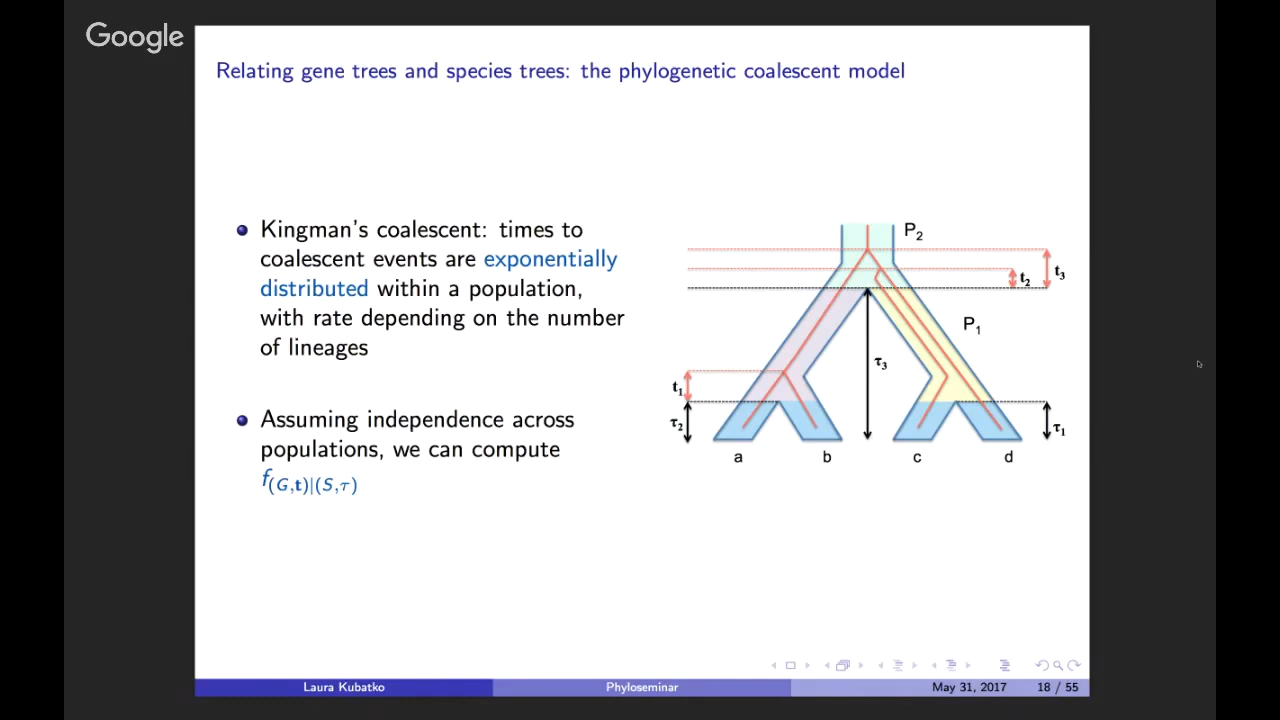 Google
Relating gene trees and species trees: the phylogenetic coalescent model
Kingman's coalescent: times to
coalescent events are exponentially
distributed within a population,
with rate depending on the number
of lineages
Assuming independence across
populations, we can compute
f(G,t)|(S,τ)
P2
t3
t2
P1
τ3
t1
τ2
τ1
a b c d
Laura Kubatko Phyloseminar May 31, 2017 18 / 55